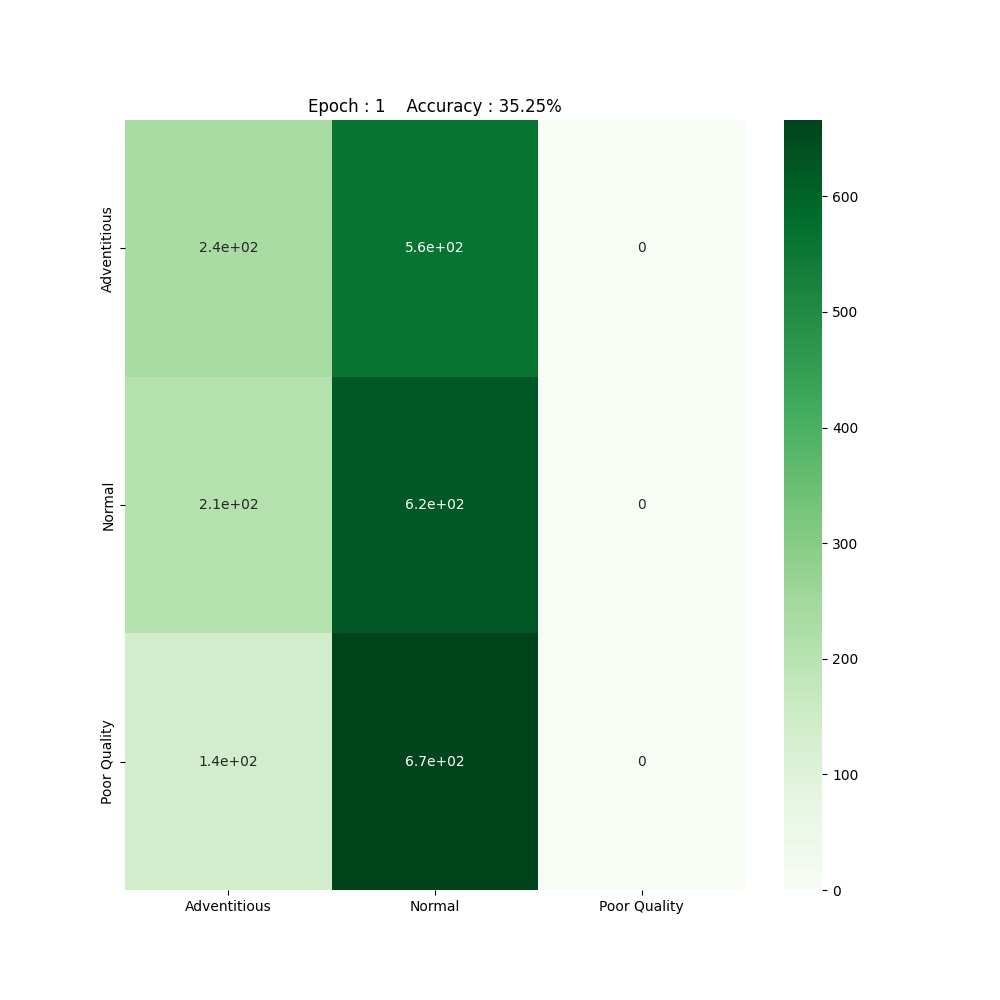 Epoch : 1    Accuracy : 35.25%
Adventitious
2.4e+02 5.6e+02 0
Normal
2.1e+02 6.2e+02 0
Poor Quality
1.4e+02 6.7e+02 0
Adventitious Normal Poor Quality
600
500
400
300
200
100
0